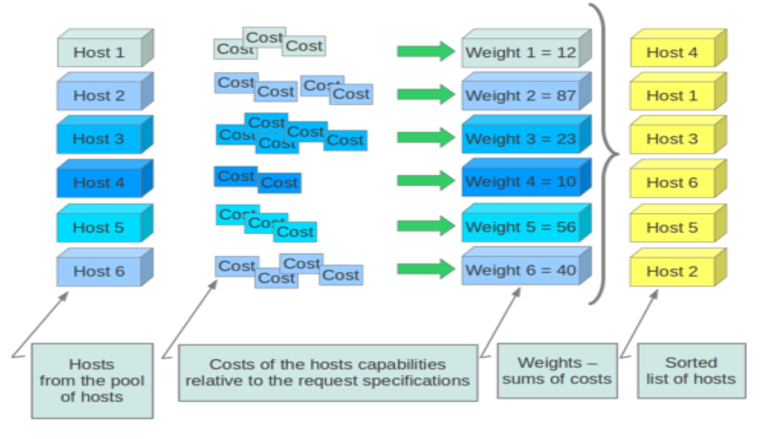 Host 1
Cost Cost Cost
Weight 1 = 12
Host 4
Host 2
Cost Cost Cost Cost
Weight 2 = 87
Host 1
Host 3
Cost Cost Cost Cost Cost
Weight 3 = 23
Host 3
Host 4
Cost Cost
Weight 4 = 10
Host 6
Host 5
Cost Cost Cost
Weight 5 = 56
Host 5
Host 6
Cost Cost Cost Cost
Weight 6 = 40
Host 2
Hosts
from the pool
of hosts
Costs of the hosts capabilities
relative to the request specifications
Weights –
sums of costs
Sorted
list of hosts